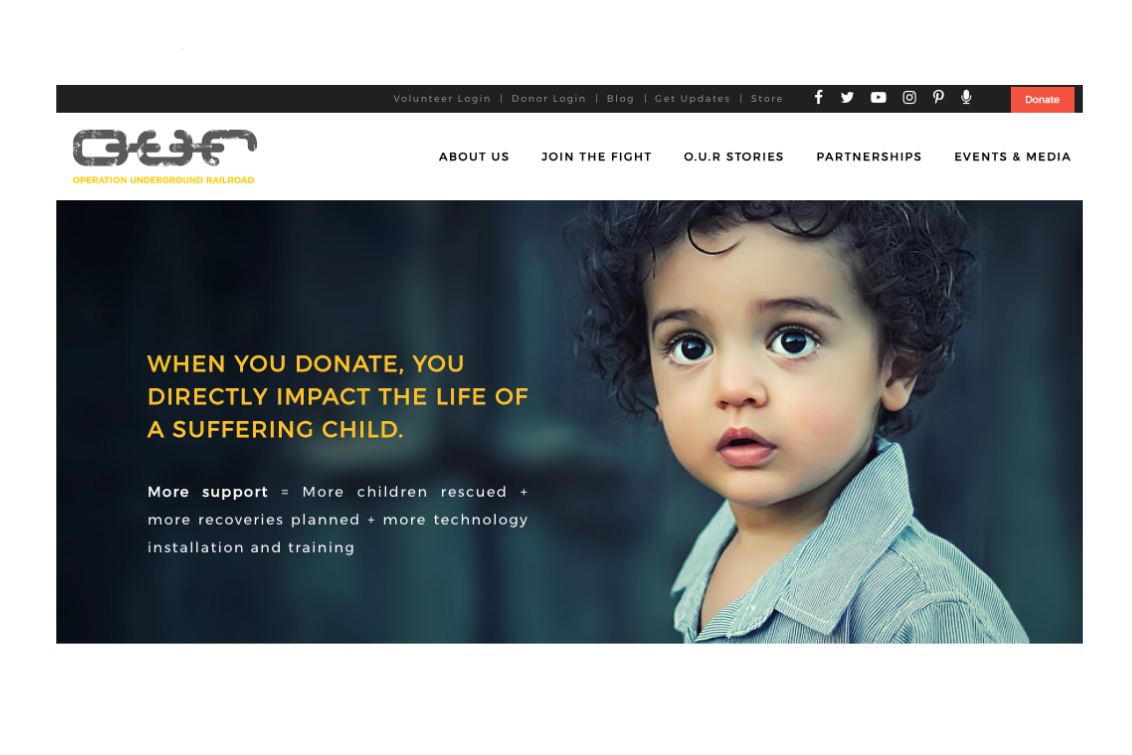 Volunteer Login | Donor Login | Blog | Get Updates | Store
Donate
OUR
OPERATION UNDERGROUND RAILROAD
ABOUT US
JOIN THE FIGHT
O.U.R STORIES
PARTNERSHIPS
EVENTS & MEDIA
WHEN YOU DONATE, YOU
DIRECTLY IMPACT THE LIFE OF
A SUFFERING CHILD.
More support = More children rescued +
more recoveries planned + more technology
installation and training